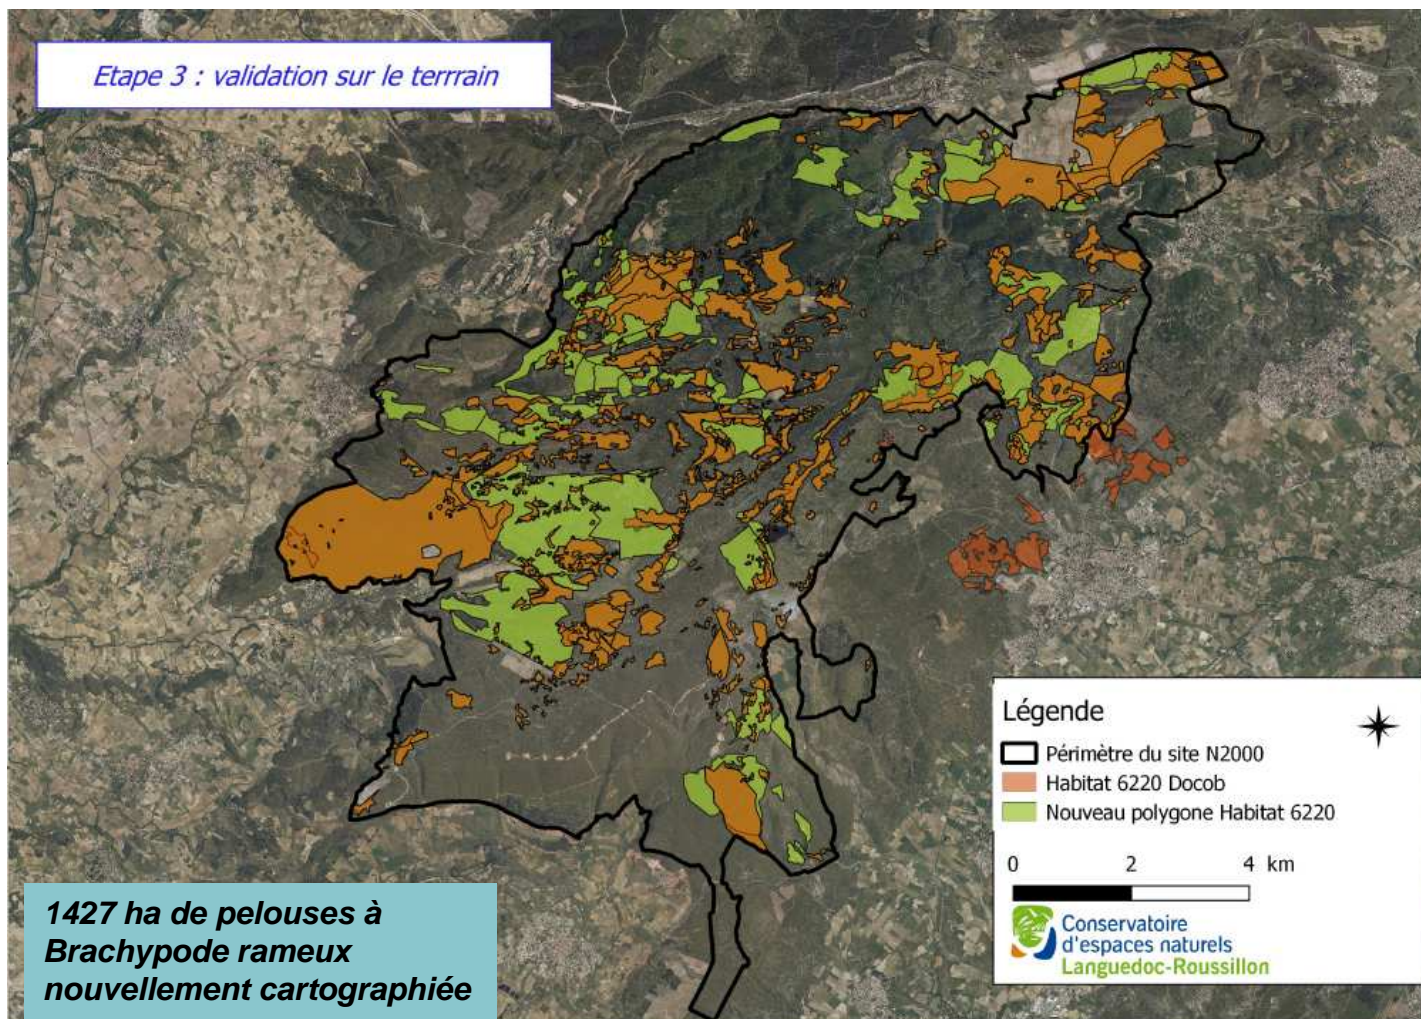 Etape 3 : validation sur le terrrain
Légende
Périmètre du site N2000
Habitat 6220 Docob
Nouveau polygone Habitat 6220
0 2 4 km
Conservatoire
d'espaces naturels
Languedoc-Roussillon
1427 ha de pelouses à
Brachypode rameux
nouvellement cartographiée